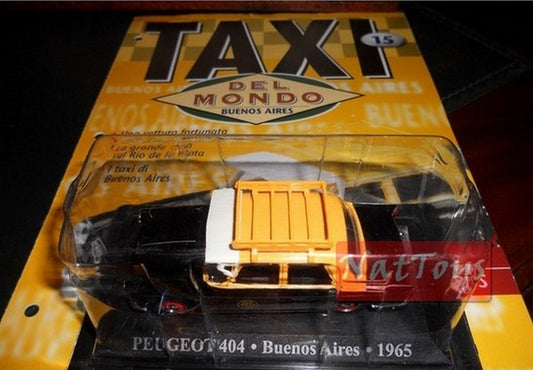 TAXI
15
DEL
MONDO
BUENOS AIRES
BUENOS AIRES
AIRES
Una vettura fortunata
La grande città
sul Rio de la Plata
I taxi di
Buenos Aires
NatToys
PEUGEOT 404 • Buenos Aires • 1965